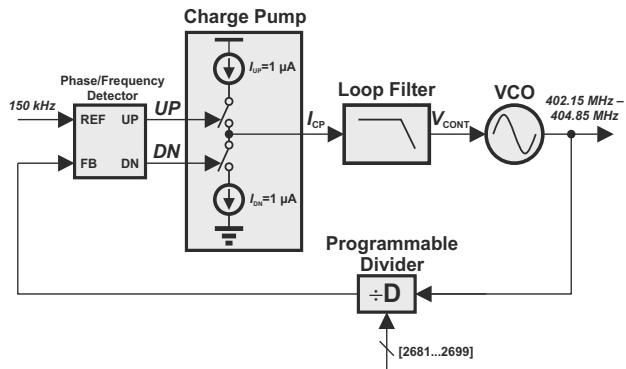 Charge Pump
I_UP=1 µA
Phase/Frequency
Detector
150 kHz
REF UP
FB DN
UP
DN
I_CP
I_DN=1 µA
Loop Filter
V_CONT
VCO
402.15 MHz –
404.85 MHz
Programmable
Divider
÷D
[2681...2699]